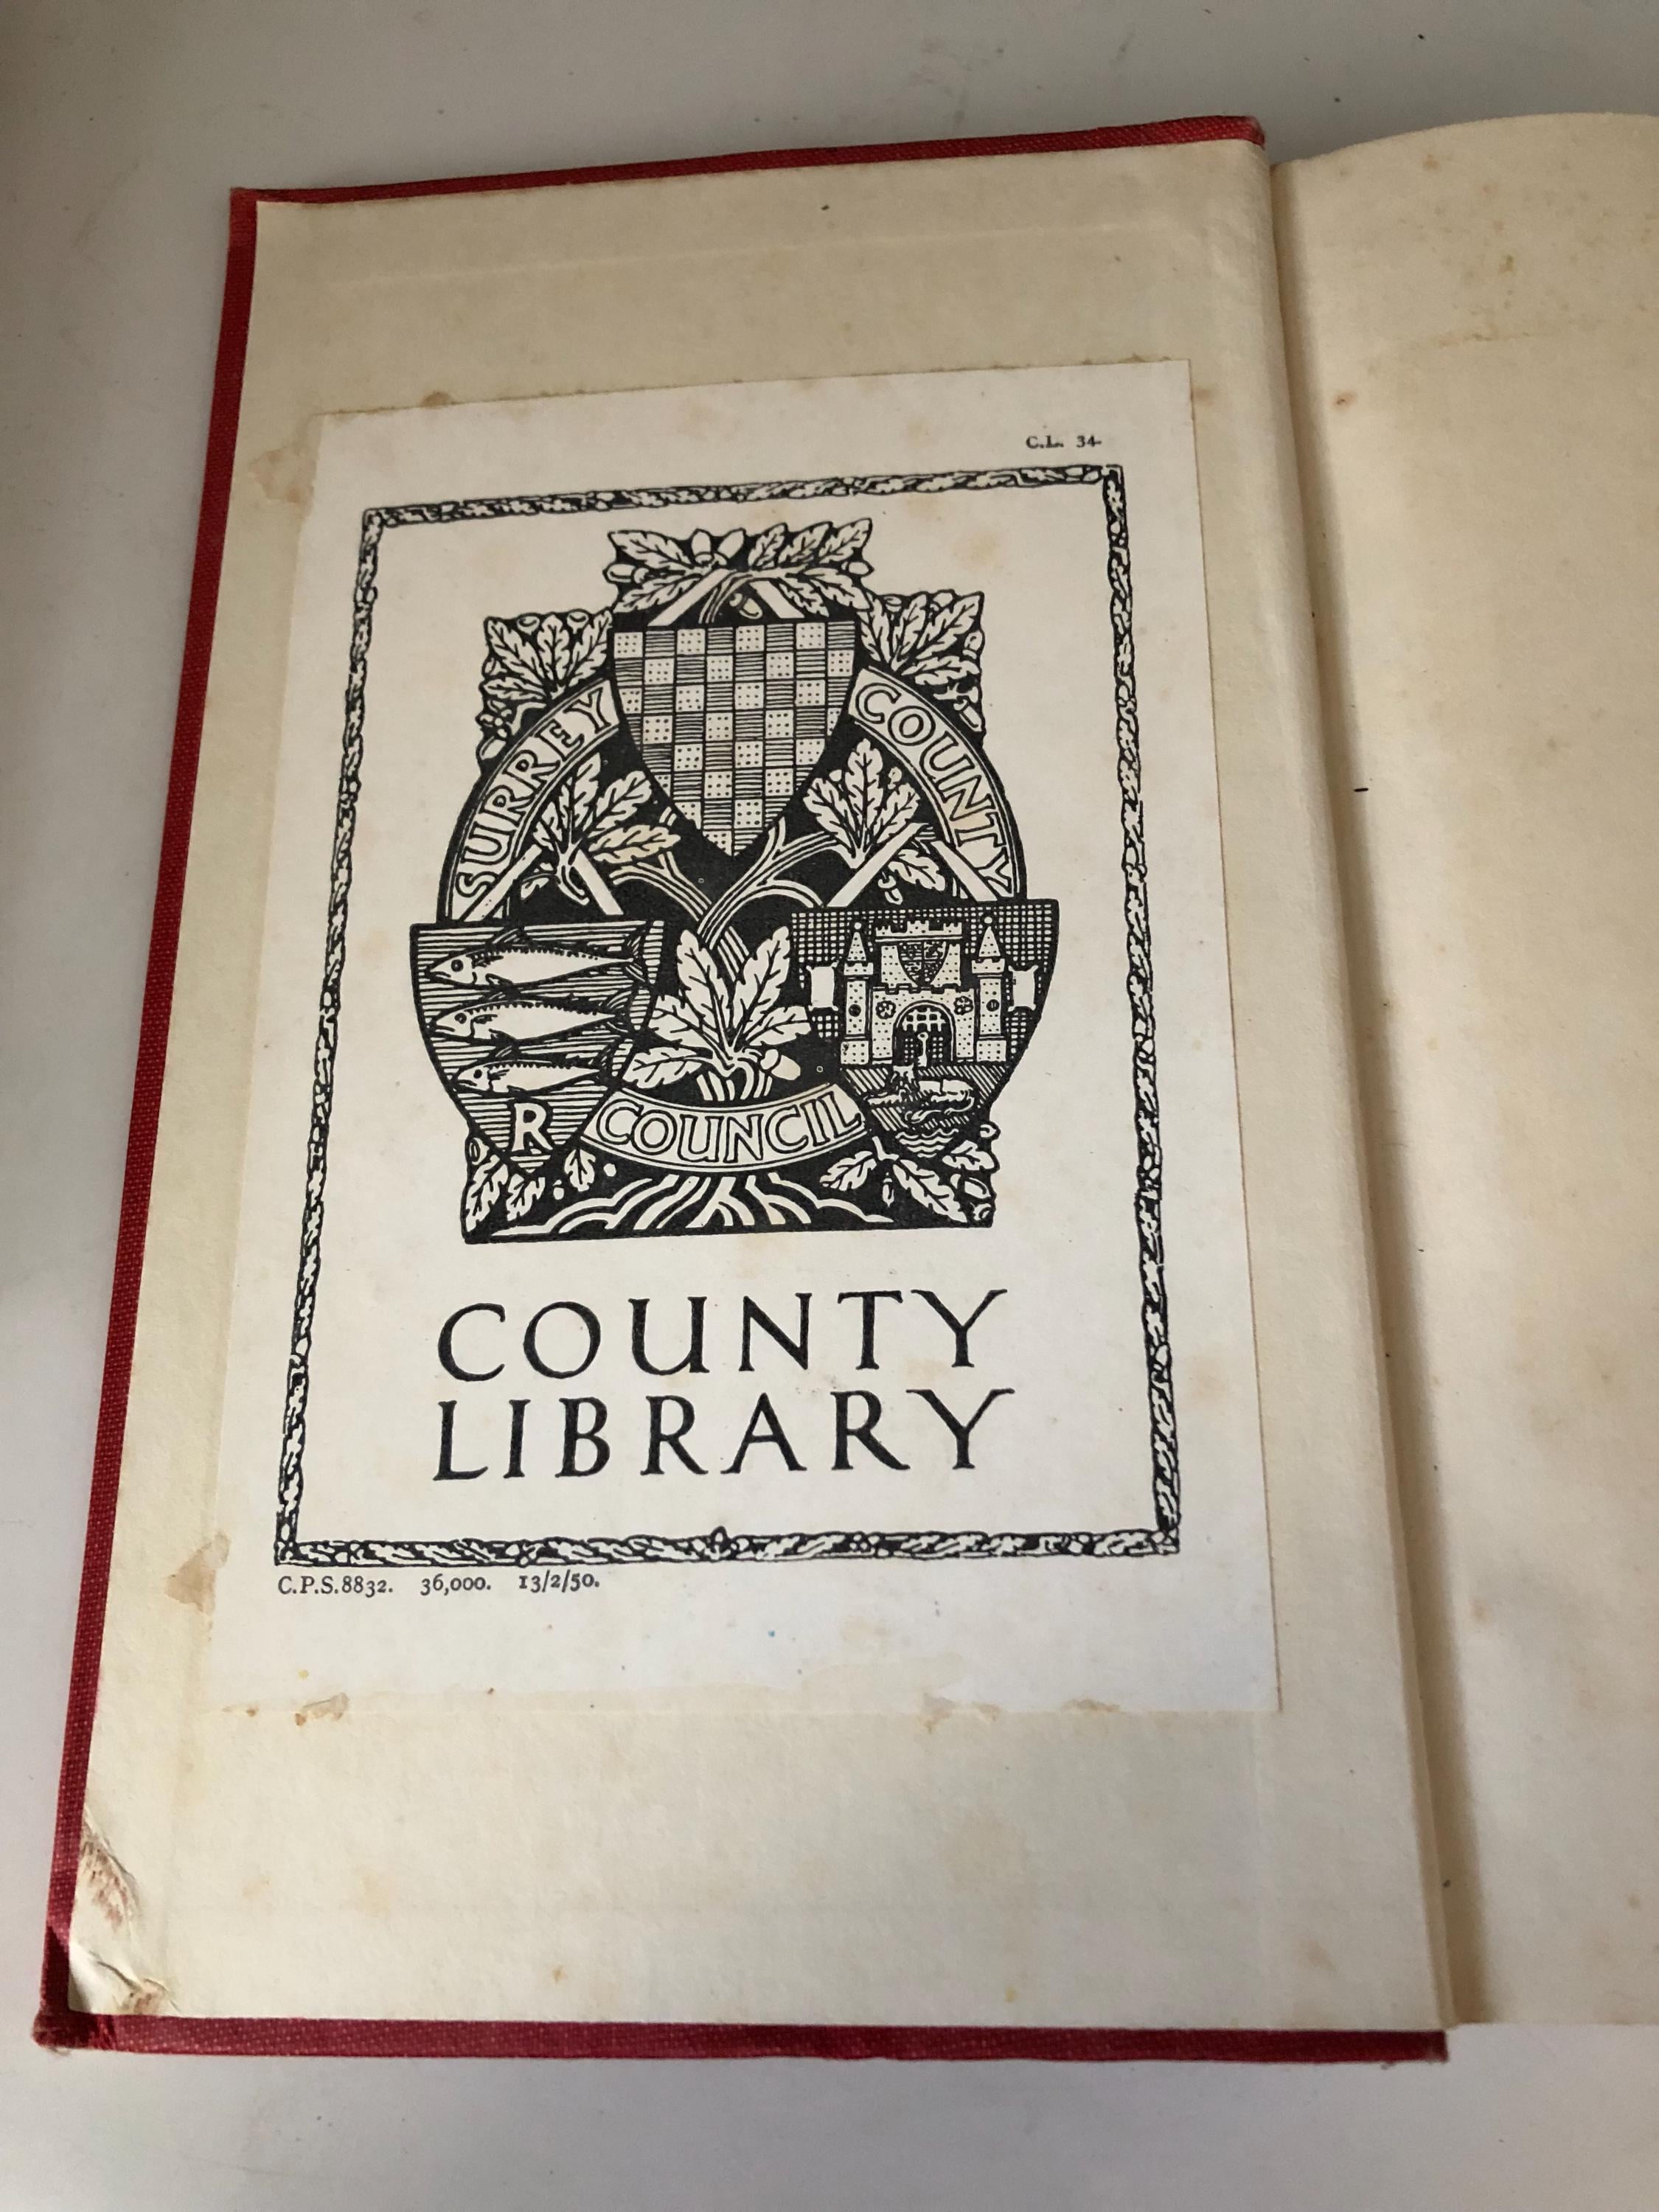 C.L. 34
SURREY
COUNTY
R
COUNCIL
COUNTY
LIBRARY
C.P.S.8832. 36,000. 13/2/50.